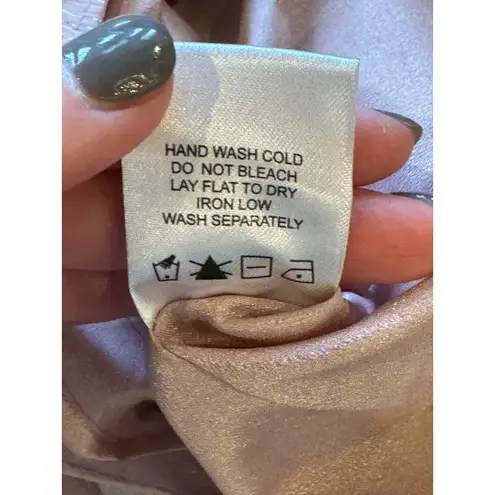 HAND WASH COLD
DO NOT BLEACH
LAY FLAT TO DRY
IRON LOW
WASH SEPARATELY